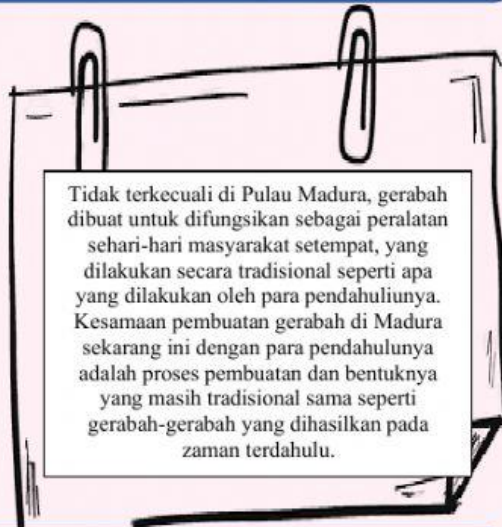 Tidak terkecuali di Pulau Madura, gerabah
dibuat untuk difungsikan sebagai peralatan
sehari-hari masyarakat setempat, yang
dilakukan secara tradisional seperti apa
yang dilakukan oleh para pendahuliunya.
Kesamaan pembuatan gerabah di Madura
sekarang ini dengan para pendahulunya
adalah proses pembuatan dan bentuknya
yang masih tradisional sama seperti
gerabah-gerabah yang dihasilkan pada
zaman terdahulu.